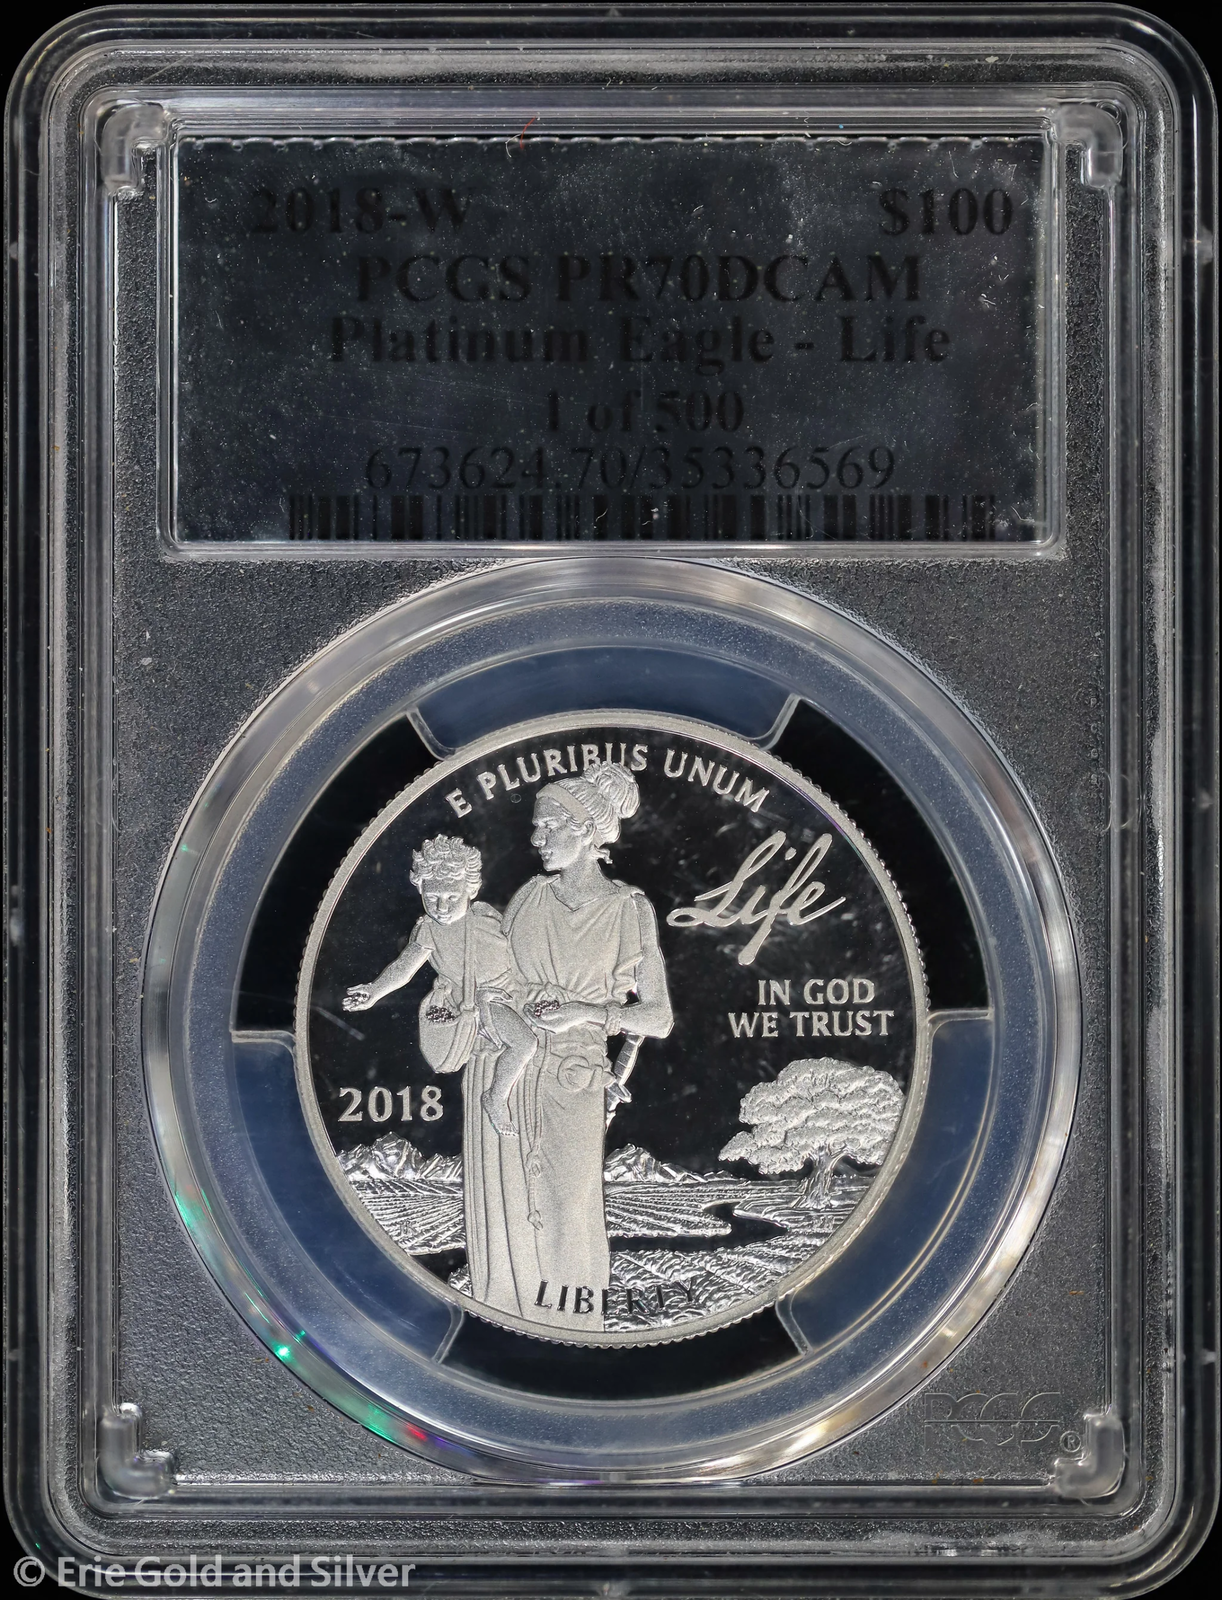 2018-W $100
PCGS PR70DCAM
Platinum Eagle - Life
1 of 500
673624.70/35336569
E PLURIBUS UNUM
Life
IN GOD
WE TRUST
2018
LIBERTY
PCGS ®
© Erie Gold and Silver